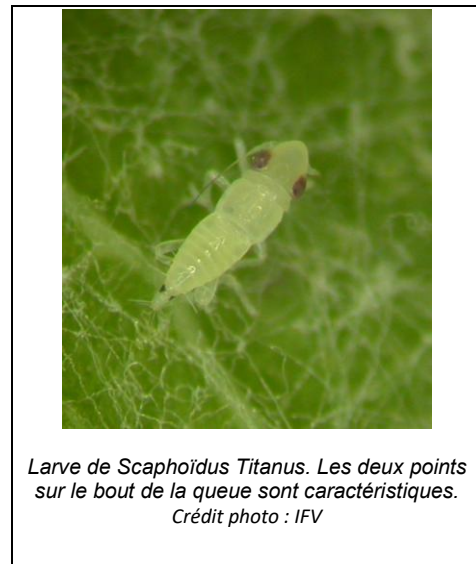 Larve de Scaphoïdus Titanus. Les deux points
sur le bout de la queue sont caractéristiques.
Crédit photo : IFV